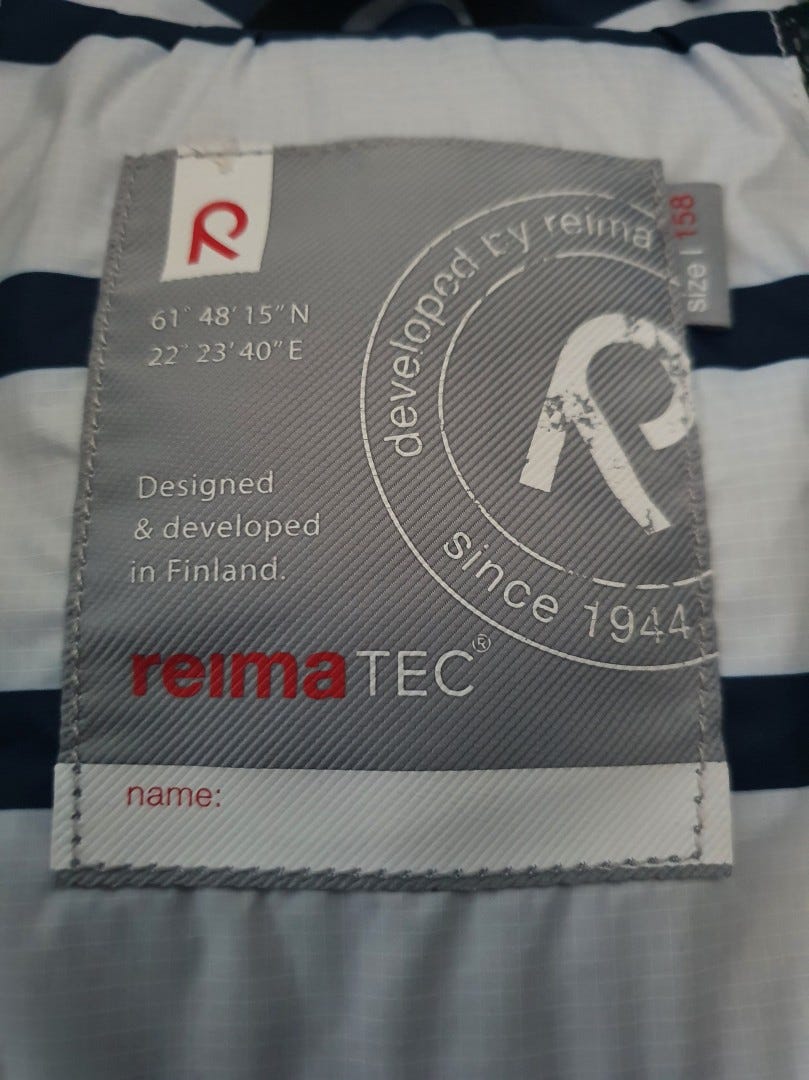 61° 48' 15" N
22° 23' 40" E
developed by reima
since 1944
size | 158
Designed
& developed
in Finland.
reimaTEC®
name: